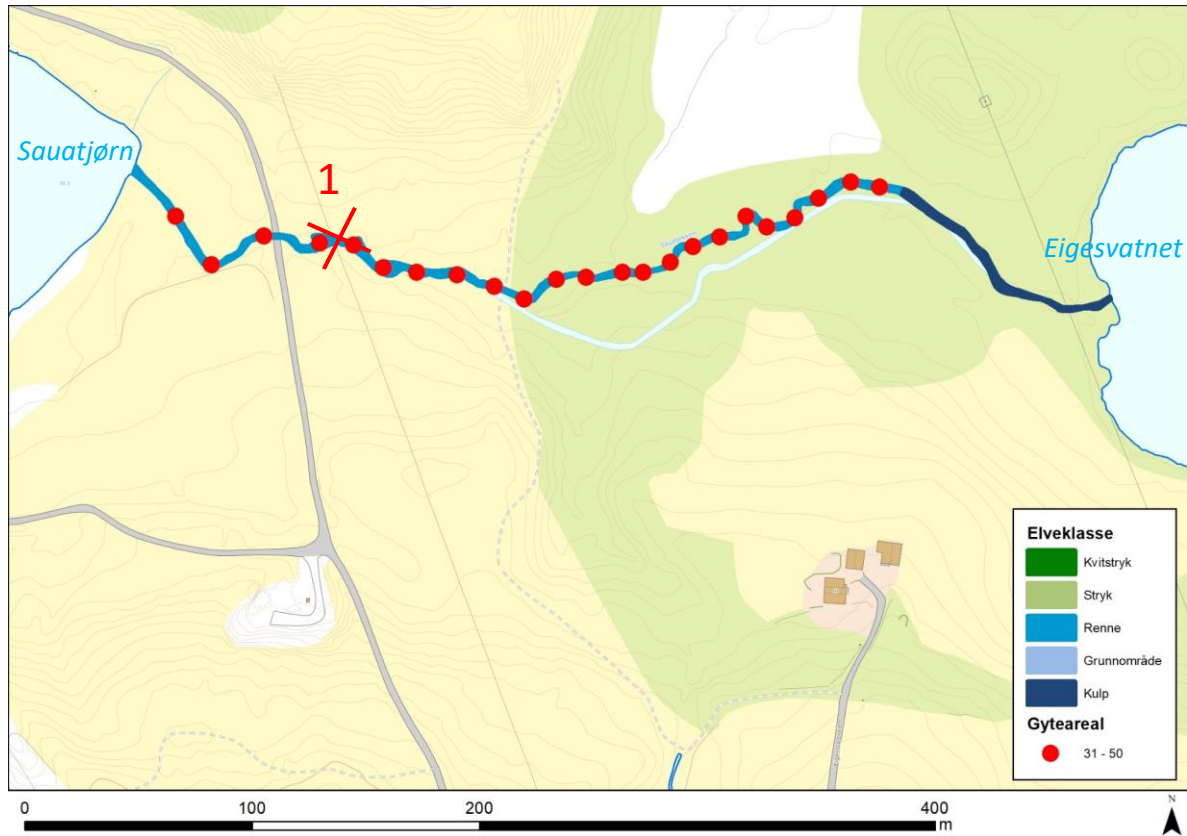 Sauatjørn
1
Eigesvatnet
Elveklasse
Kvitstryk
Stryk
Renne
Grunnområde
Kulp
Gyteareal
31 - 50
0 100 200 400
m
N